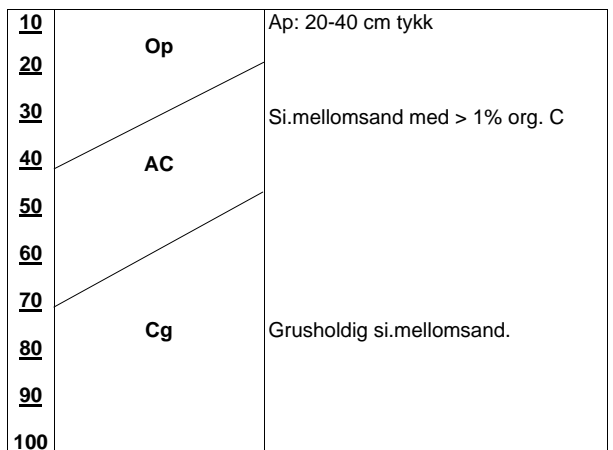 10 Ap: 20-40 cm tykk
Op
20
30 Si.mellomsand med > 1% org. C
40 AC
50
60
70
Cg Grusholdig si.mellomsand.
80
90
100